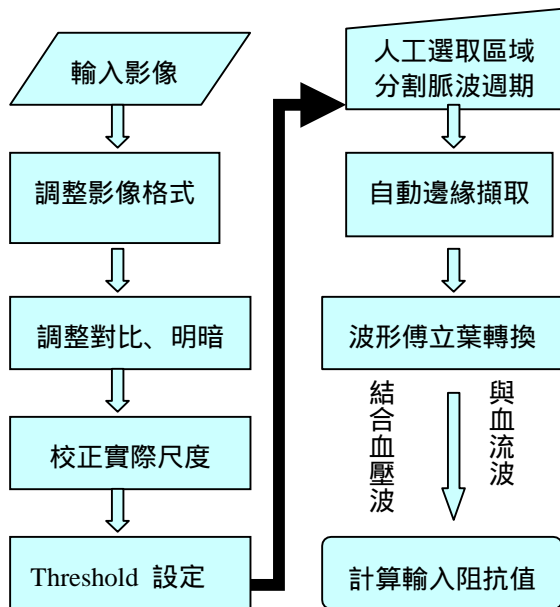 輸入影像
調整影像格式
調整對比、明暗
校正實際尺度
Threshold 設定
人工選取區域
分割脈波週期
自動邊緣擷取
波形傅立葉轉換
結合血壓波
與血流波
計算輸入阻抗值